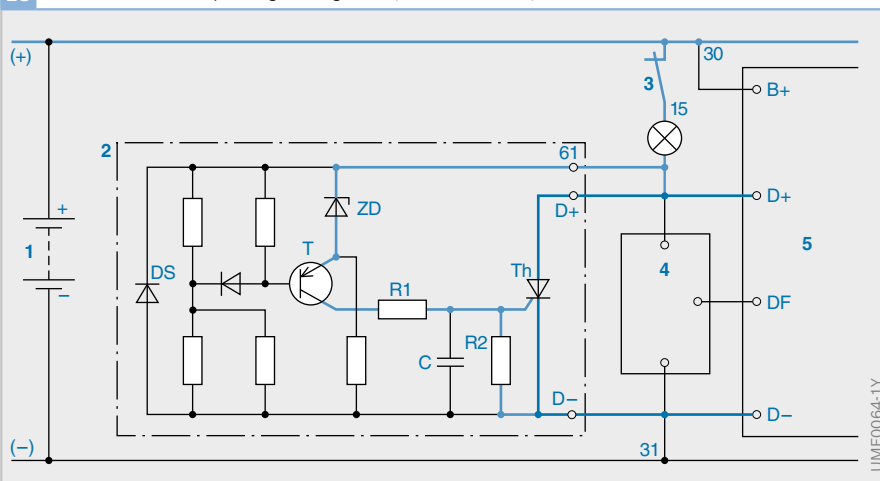 (+)
30
3
B+
15
2
61
+
D+
D+
ZD
1
5
T
4
DS
Th
−
R1
DF
R2
C
D−
D−
(−)
31
UMF0064-1Y